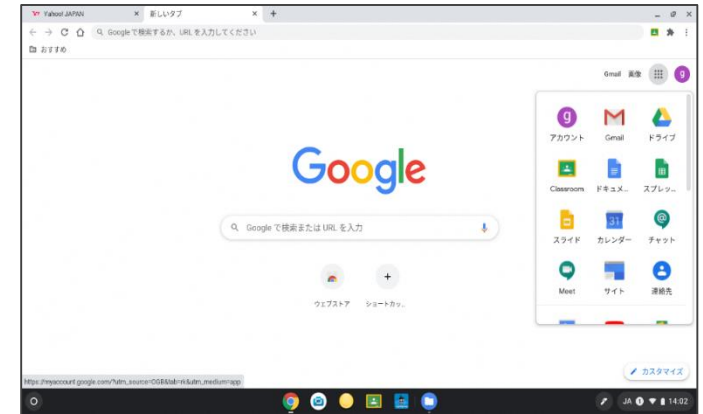 Yahoo! JAPAN
新しいタブ
Google で検索するか、URL を入力してください
おすすめ
Gmail 画像
g
g
アカウント Gmail ドライブ
Classroom ドキュメ... スプレッ...
31
スライド カレンダー チャット
Meet サイト 連絡先
Google
Google で検索または URL を入力
ウェブストア ショートカッ...
カスタマイズ
https://myaccount.google.com/?utm_source=OGB&tab=rk&utm_medium=app
JA 14:02